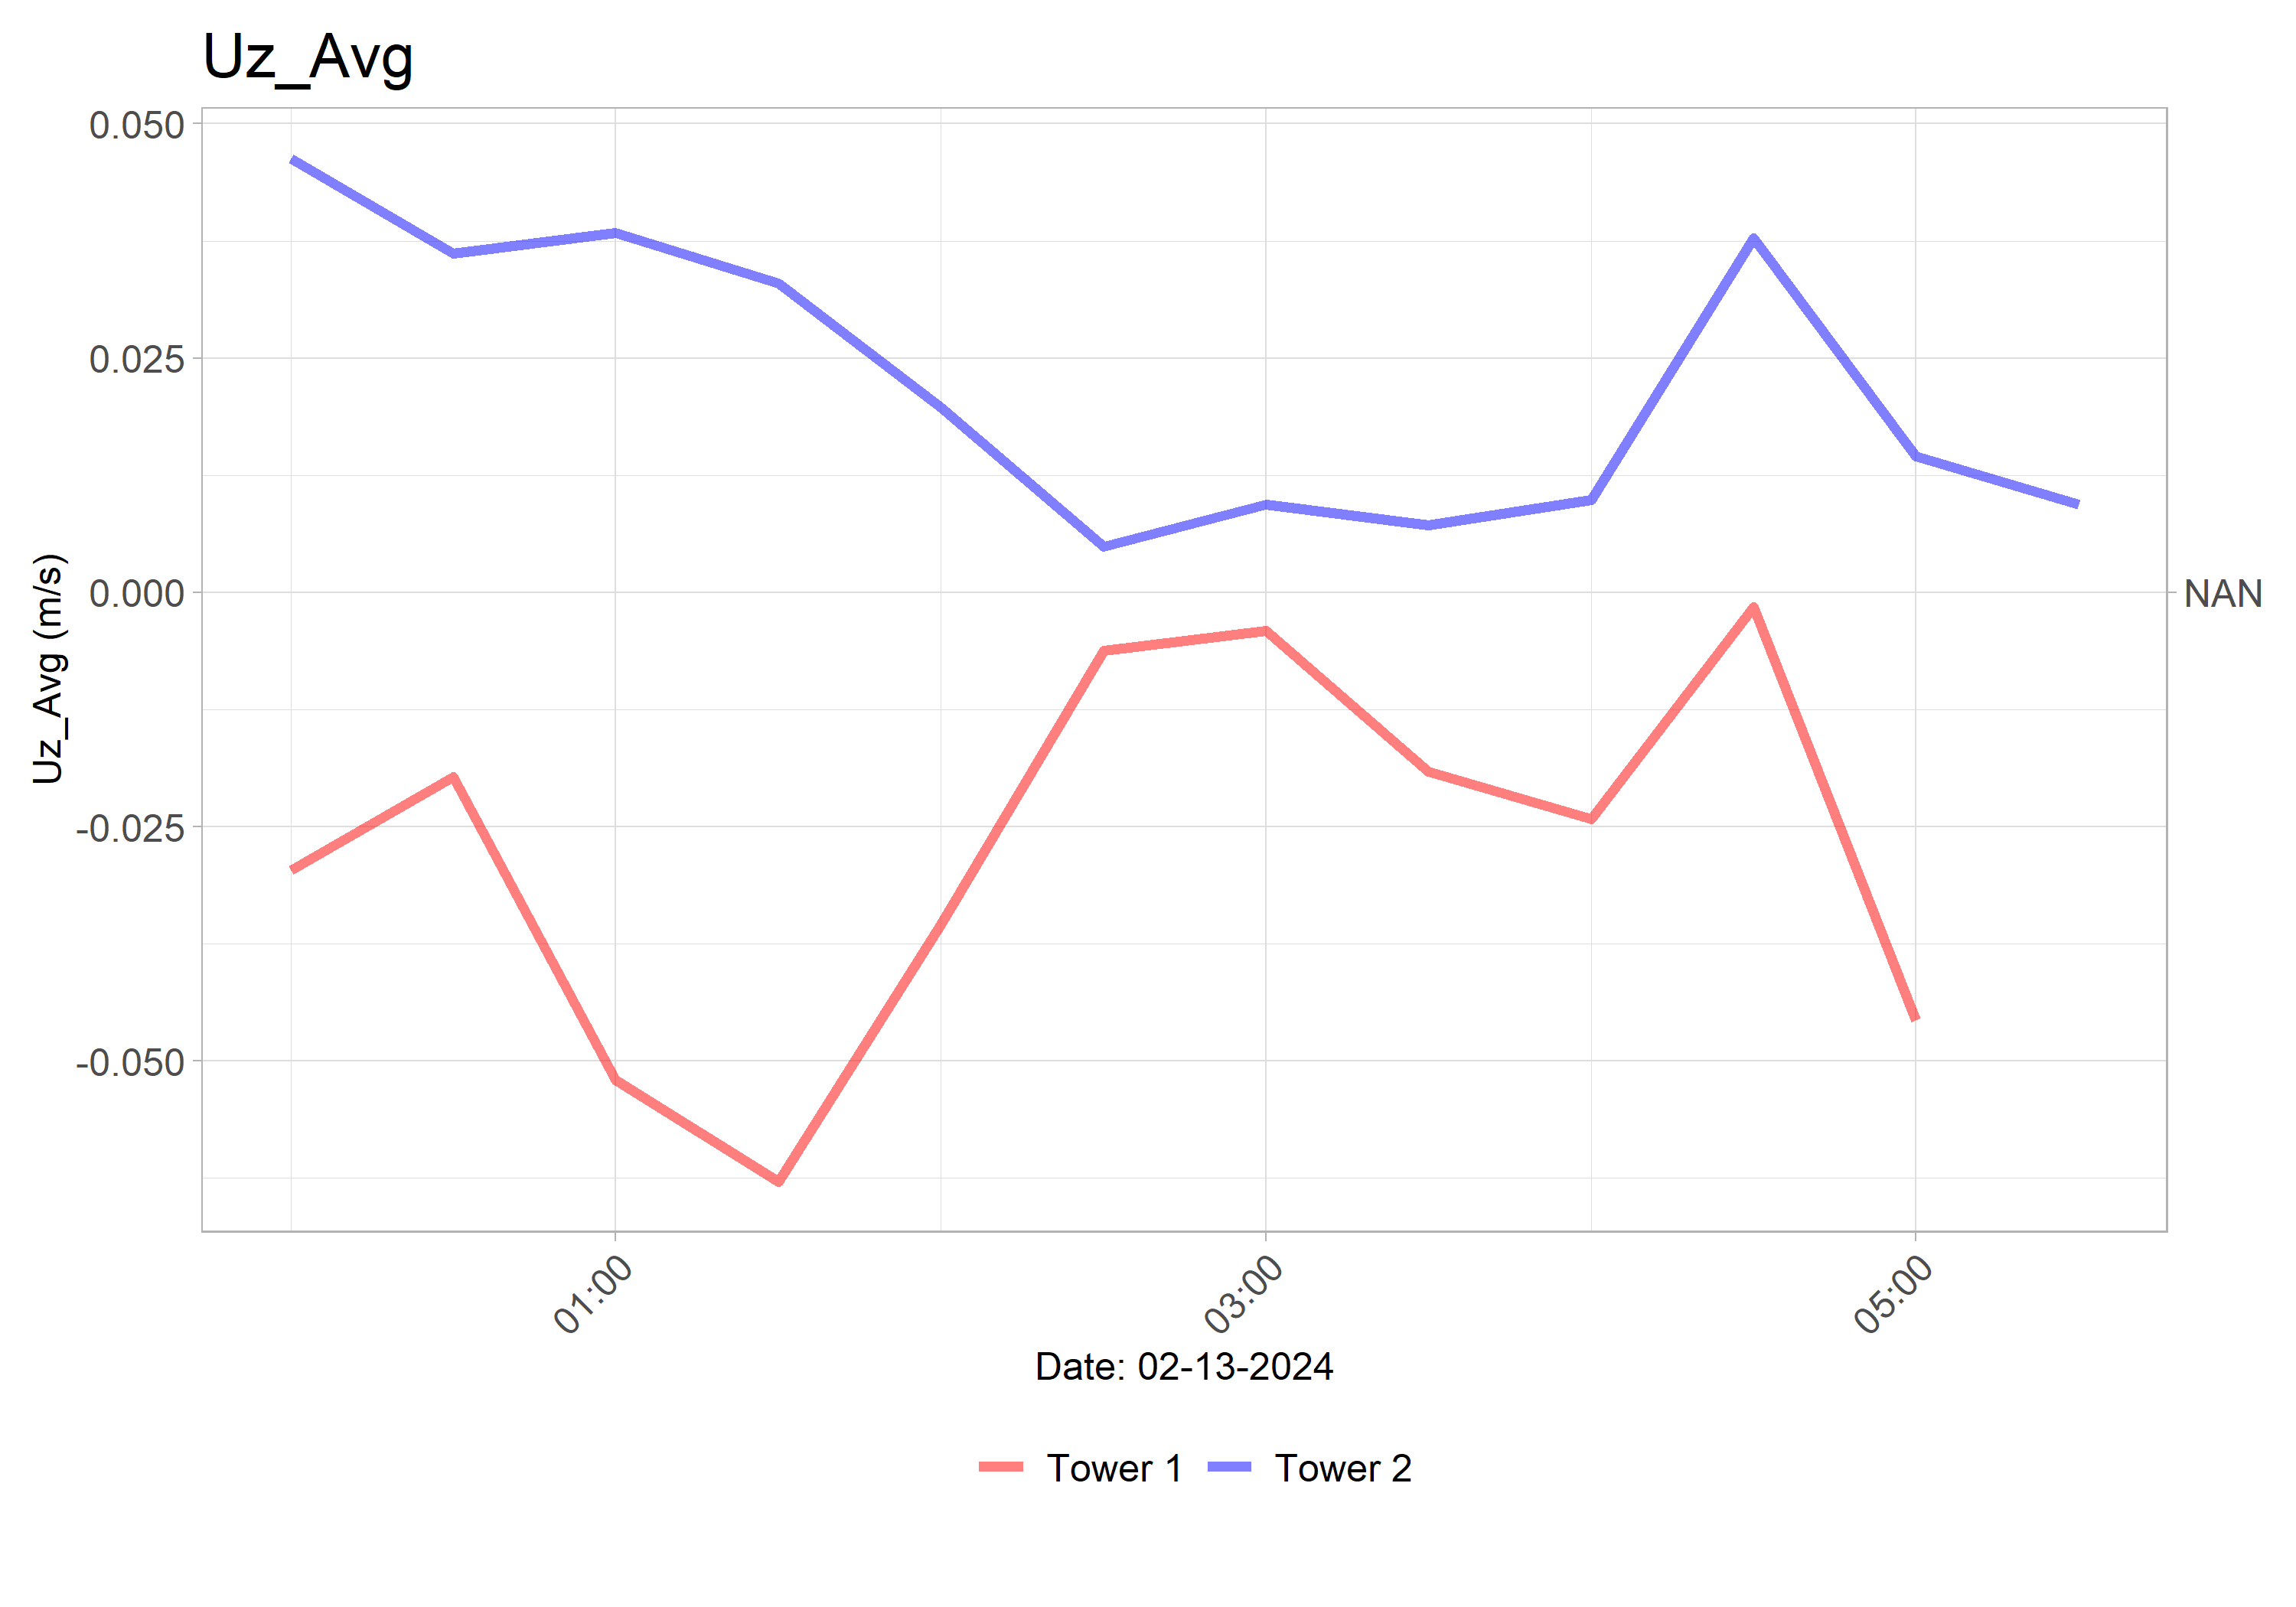 Uz_Avg
0.050
0.025
0.000
-0.025
-0.050
Uz_Avg (m/s)
NAN
01:00
03:00
05:00
Date: 02-13-2024
Tower 1
Tower 2